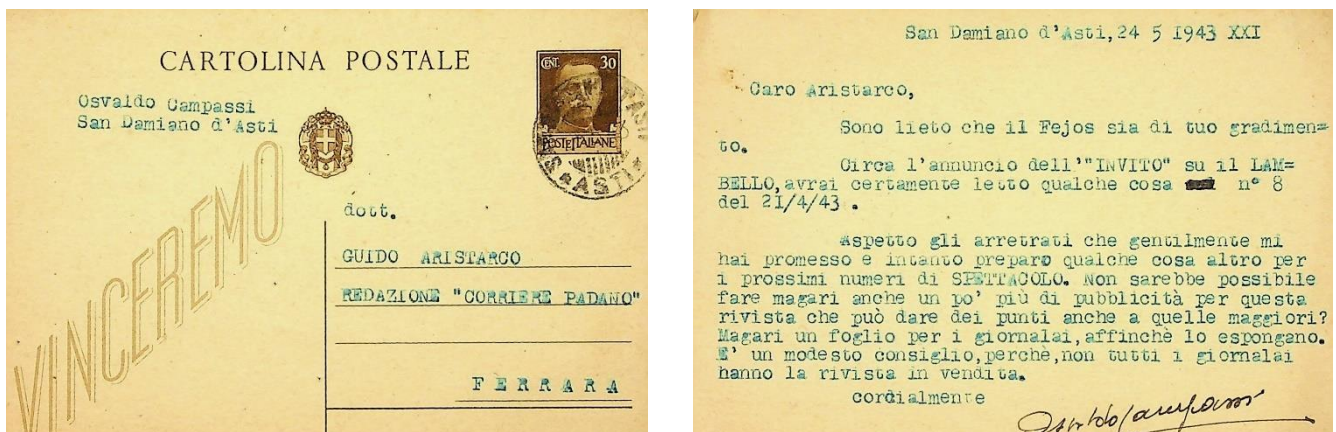 CARTOLINA POSTALE
CENT. 30
POSTE ITALIANE
Osvaldo Campassi
San Damiano d'Asti
ASTI
VINCEREMO
dott.
GUIDO ARISTARCO
REDAZIONE "CORRIERE PADANO"
FERRARA
San Damiano d'Asti,24 5 1943 XXI
Caro Aristarco,
Sono lieto che il Fejos sia di tuo gradimen=
to.
Circa l'annuncio dell'"INVITO" su il LAM=
BELLO,avrai certamente letto qualche cosa n° 8
del 21/4/43 .
Aspetto gli arretrati che gentilmente mi
hai promesso e intanto preparo qualche cosa altro per
i prossimi numeri di SPETTACOLO. Non sarebbe possibile
fare magari anche un po' più di pubblicità per questa
rivista che può dare dei punti anche a quelle maggiori?
Magari un foglio per i giornalai,affinchè lo espongano.
E' un modesto consiglio,perchè,non tutti i giornalai
hanno la rivista in vendita.
cordialmente
Osvaldo Campassi